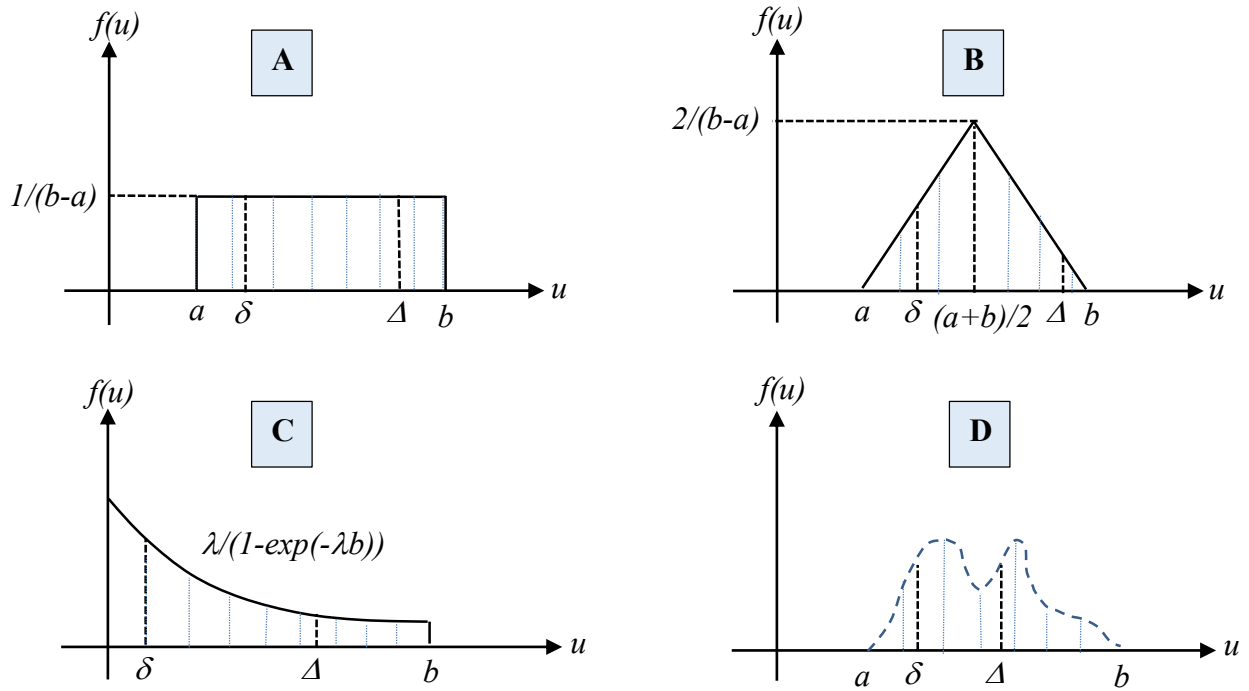 f(u)
A
1/(b-a)
a δ Δ b u
f(u)
B
2/(b-a)
a δ (a+b)/2 Δ b u
f(u)
C
λ/(1-exp(-λb))
δ Δ b u
f(u)
D
a δ Δ b u